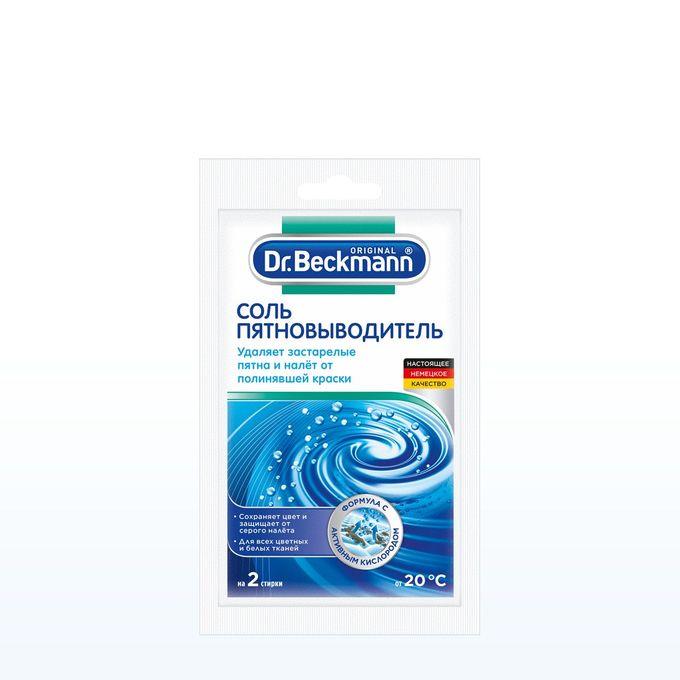 ORIGINAL
Dr.Beckmann®
СОЛЬ
ПЯТНОВЫВОДИТЕЛЬ
Удаляет застарелые
пятна и налёт от
полинявшей краски
НАСТОЯЩЕЕ
НЕМЕЦКОЕ
КАЧЕСТВО
• Сохраняет цвет и
защищает от
серого налёта
• Для всех цветных
и белых тканей
ФОРМУЛА С
АКТИВНЫМ КИСЛОРОДОМ
на 2 стирки
от 20 °C